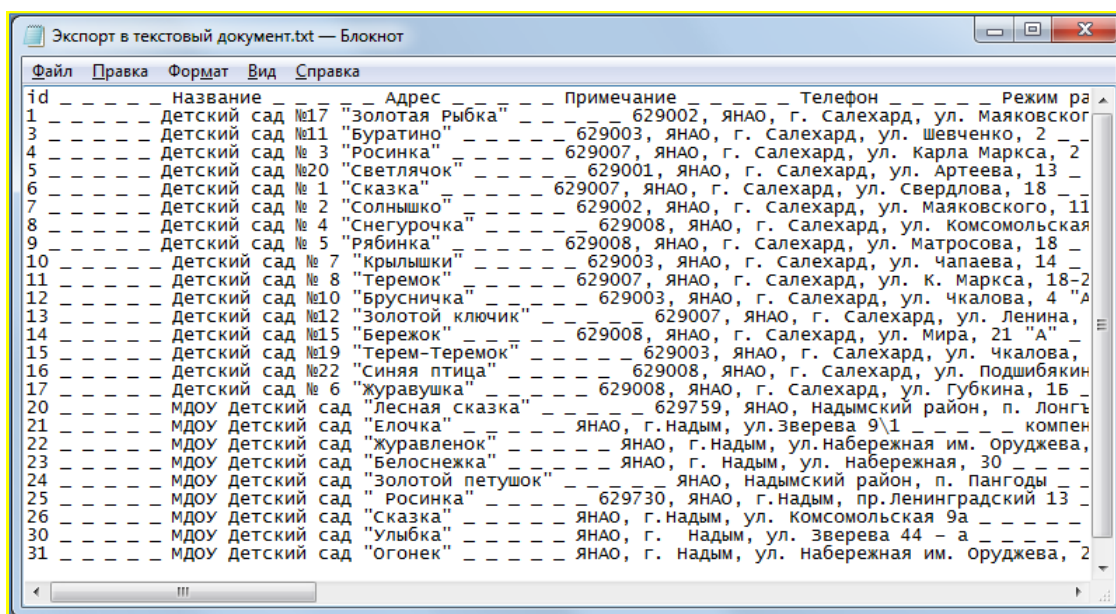 Экспорт в текстовый документ.txt — Блокнот
Файл Правка Формат Вид Справка
id _ _ _ _ _ Название _ _ _ _ _ Адрес _ _ _ _ _ Примечание _ _ _ _ _ Телефон _ _ _ _ _ Режим ра
1 _ _ _ _ _ Детский сад №17 "Золотая Рыбка" _ _ _ _ _ 629002, ЯНАО, г. Салехард, ул. Маяковског
3 _ _ _ _ _ Детский сад №11 "Буратино" _ _ _ _ _ 629003, ЯНАО, г. Салехард, ул. Шевченко, 2 _ _
4 _ _ _ _ _ Детский сад № 3 "Росинка" _ _ _ _ _ 629007, ЯНАО, г. Салехард, ул. Карла Маркса, 2
5 _ _ _ _ _ Детский сад №20 "Светлячок" _ _ _ _ _ 629001, ЯНАО, г. Салехард, ул. Артеева, 13 _
6 _ _ _ _ _ Детский сад № 1 "Сказка" _ _ _ _ _ 629007, ЯНАО, г. Салехард, ул. Свердлова, 18 _ _
7 _ _ _ _ _ Детский сад № 2 "Солнышко" _ _ _ _ _ 629002, ЯНАО, г. Салехард, ул. Маяковского, 11
8 _ _ _ _ _ Детский сад № 4 "Снегурочка" _ _ _ _ _ 629008, ЯНАО, г. Салехард, ул. Комсомольская
9 _ _ _ _ _ Детский сад № 5 "Рябинка" _ _ _ _ _ 629008, ЯНАО, г. Салехард, ул. Матросова, 18 _
10 _ _ _ _ _ Детский сад № 7 "Крылышки" _ _ _ _ _ 629003, ЯНАО, г. Салехард, ул. Чапаева, 14 _
11 _ _ _ _ _ Детский сад № 8 "Теремок" _ _ _ _ _ 629007, ЯНАО, г. Салехард, ул. К. Маркса, 18-2
12 _ _ _ _ _ Детский сад №10 "Брусничка" _ _ _ _ _ 629003, ЯНАО, г. Салехард, ул. Чкалова, 4 "А
13 _ _ _ _ _ Детский сад №12 "Золотой ключик" _ _ _ _ _ 629007, ЯНАО, г. Салехард, ул. Ленина,
14 _ _ _ _ _ Детский сад №15 "Бережок" _ _ _ _ _ 629008, ЯНАО, г. Салехард, ул. Мира, 21 "А" _
15 _ _ _ _ _ Детский сад №19 "Терем-Теремок" _ _ _ _ _ 629003, ЯНАО, г. Салехард, ул. Чкалова,
16 _ _ _ _ _ Детский сад №22 "Синяя птица" _ _ _ _ _ 629008, ЯНАО, г. Салехард, ул. Подшибякин
17 _ _ _ _ _ Детский сад № 6 "Журавушка" _ _ _ _ _ 629008, ЯНАО, г. Салехард, ул. Губкина, 1Б _
20 _ _ _ _ _ МДОУ Детский сад "Лесная сказка" _ _ _ _ _ 629759, ЯНАО, Надымский район, п. Лонгъ
21 _ _ _ _ _ МДОУ Детский сад "Елочка" _ _ _ _ _ ЯНАО, г.Надым, ул.Зверева 9\1 _ _ _ _ _ компен
22 _ _ _ _ _ МДОУ Детский сад "Журавленок" _ _ _ _ _ ЯНАО, г.Надым, ул.Набережная им. Оруджева,
23 _ _ _ _ _ МДОУ Детский сад "Белоснежка" _ _ _ _ _ ЯНАО, г. Надым, ул. Набережная, 30 _ _ _ _
24 _ _ _ _ _ МДОУ Детский сад "Золотой петушок" _ _ _ _ _ ЯНАО, Надымский район, п. Пангоды _ _
25 _ _ _ _ _ МДОУ Детский сад " Росинка" _ _ _ _ _ 629730, ЯНАО, г.Надым, пр.Ленинградский 13 _
26 _ _ _ _ _ МДОУ Детский сад "Сказка" _ _ _ _ _ ЯНАО, г.Надым, ул. Комсомольская 9а _ _ _ _ _
30 _ _ _ _ _ МДОУ Детский сад "Улыбка" _ _ _ _ _ ЯНАО, г. Надым, ул. Зверева 44 - а _ _ _ _ _
31 _ _ _ _ _ МДОУ Детский сад "Огонек" _ _ _ _ _ ЯНАО, г. Надым, ул. Набережная им. Оруджева, 2